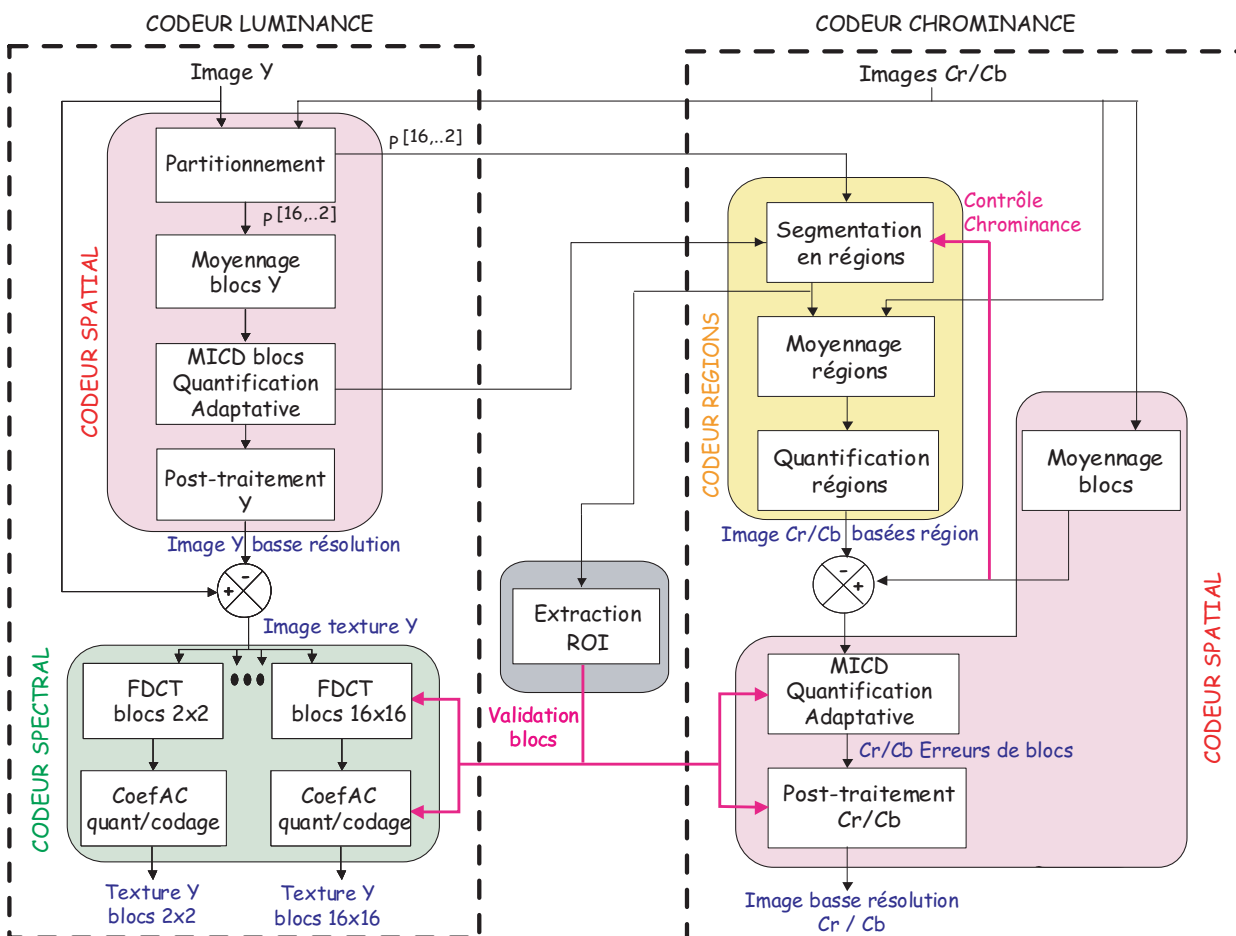 CODEUR LUMINANCE
CODEUR CHROMINANCE
Image Y
Images Cr/Cb
Partitionnement
P [16,..2]
P [16,..2]
Moyennage
blocs Y
MICD blocs
Quantification
Adaptative
Post-traitement
Y
CODEUR SPATIAL
Image Y basse résolution
-
+
Image texture Y
FDCT
blocs 2x2
FDCT
blocs 16x16
CoefAC
quant/codage
CoefAC
quant/codage
CODEUR SPECTRAL
Texture Y
blocs 2x2
Texture Y
blocs 16x16
Extraction
ROI
Validation
blocs
Segmentation
en régions
Contrôle
Chrominance
Moyennage
régions
Quantification
régions
CODEUR REGIONS
Image Cr/Cb basées région
-
+
Moyennage
blocs
MICD
Quantification
Adaptative
Cr/Cb Erreurs de blocs
Post-traitement
Cr/Cb
CODEUR SPATIAL
Image basse résolution
Cr / Cb